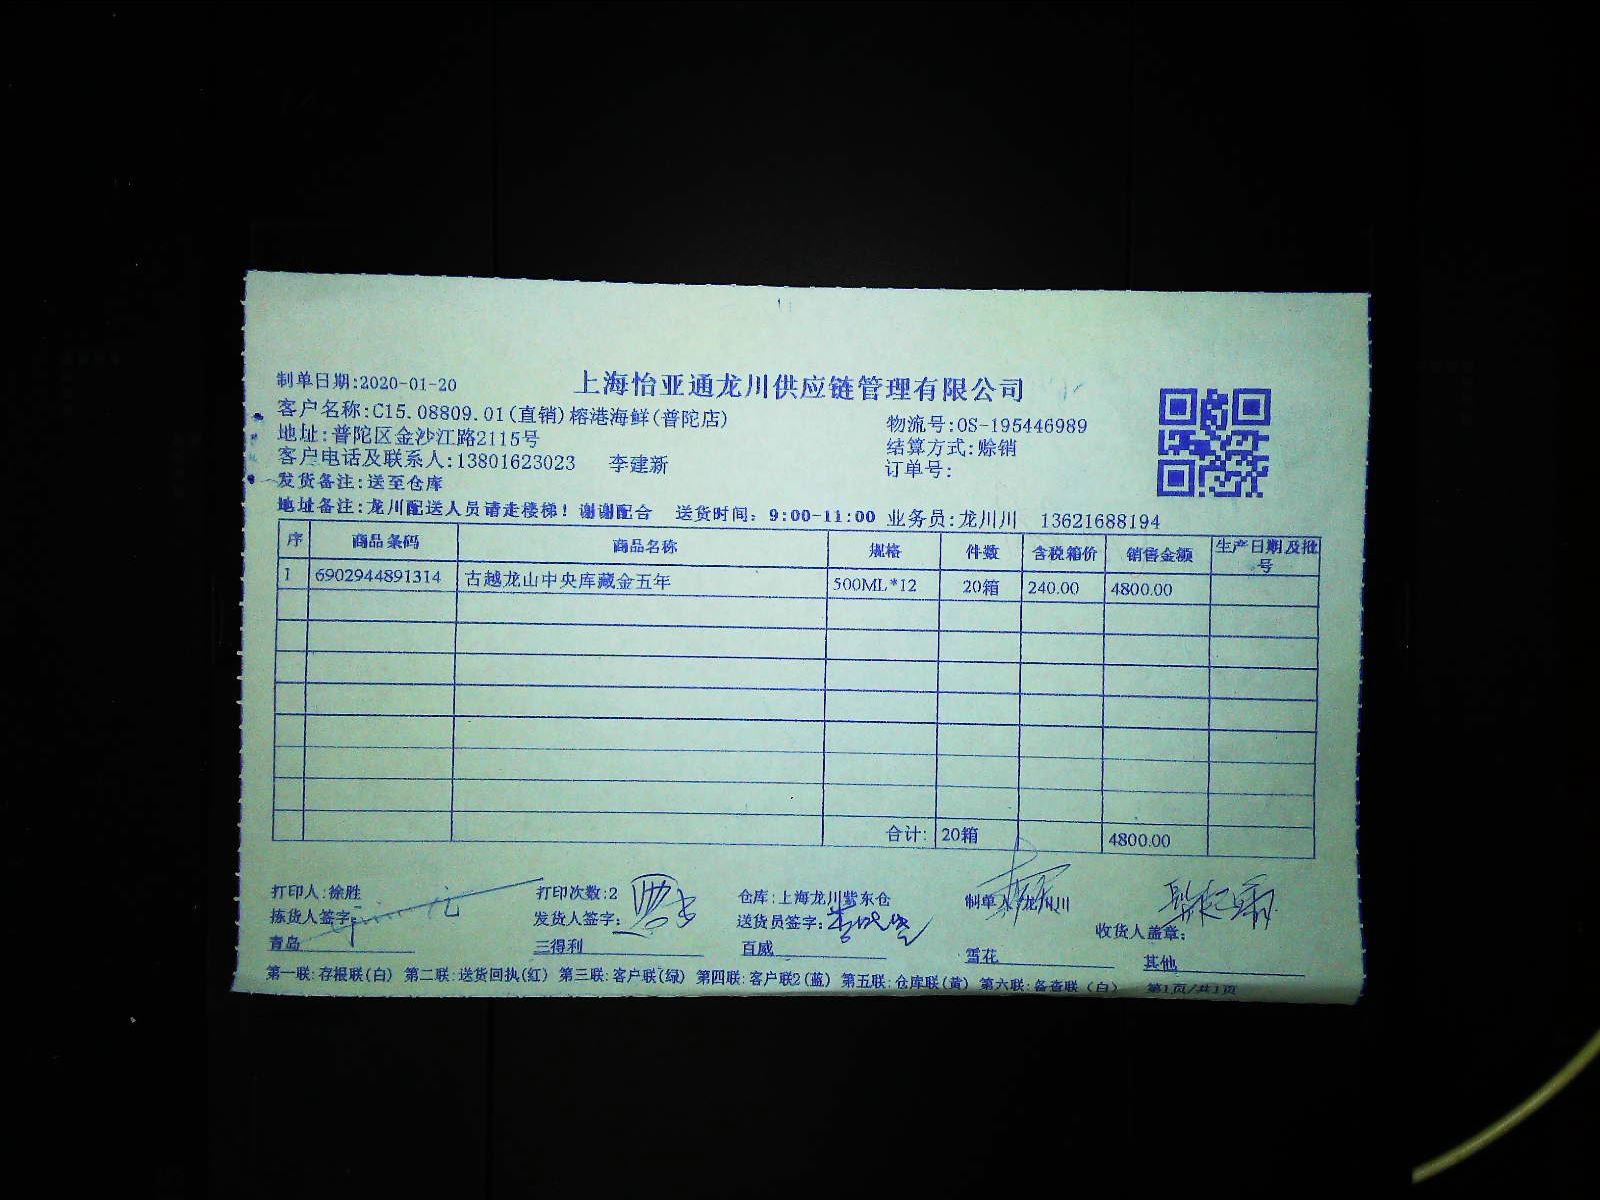 上海怡亚通龙川供应链管理有限公司
制单日期:2020-01-20
客户名称:C15.08809.01(直销)榕港海鲜(普陀店) 物流号:OS-195446989
地址:普陀区金沙江路2115号 结算方式:赊销
客户电话及联系人:13801623023 李建新 订单号:
发货备注:送至仓库
地址备注:龙川配送人员请走楼梯!谢谢配合 送货时间:9:00-11:00 业务员:龙川川 13621688194
序 商品条码 商品名称 规格 件数 含税箱价 销售金额 生产日期及批号
1 6902944891314 古越龙山中央库藏金五年 500ML*12 20箱 240.00 4800.00
合计: 20箱 4800.00
打印人:徐胜 打印次数:2 仓库:上海龙川紫东仓 制单人:龙川川
拣货人签字: 发货人签字: 送货员签字: 收货人盖章:
青岛 三得利 百威 雪花 其他
第一联:存根联(白) 第二联:送货回执(红) 第三联:客户联(绿) 第四联:客户联2(蓝) 第五联:仓库联(黄) 第六联:备查联(白) 第1页/共1页